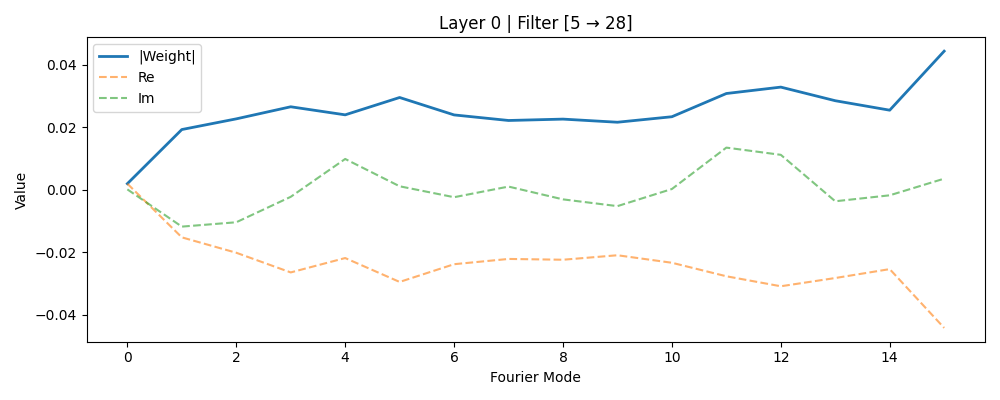 Layer 0 | Filter [5 → 28]
|Weight|
Re
Im
Value
0.04
0.02
0.00
−0.02
−0.04
0 2 4 6 8 10 12 14
Fourier Mode